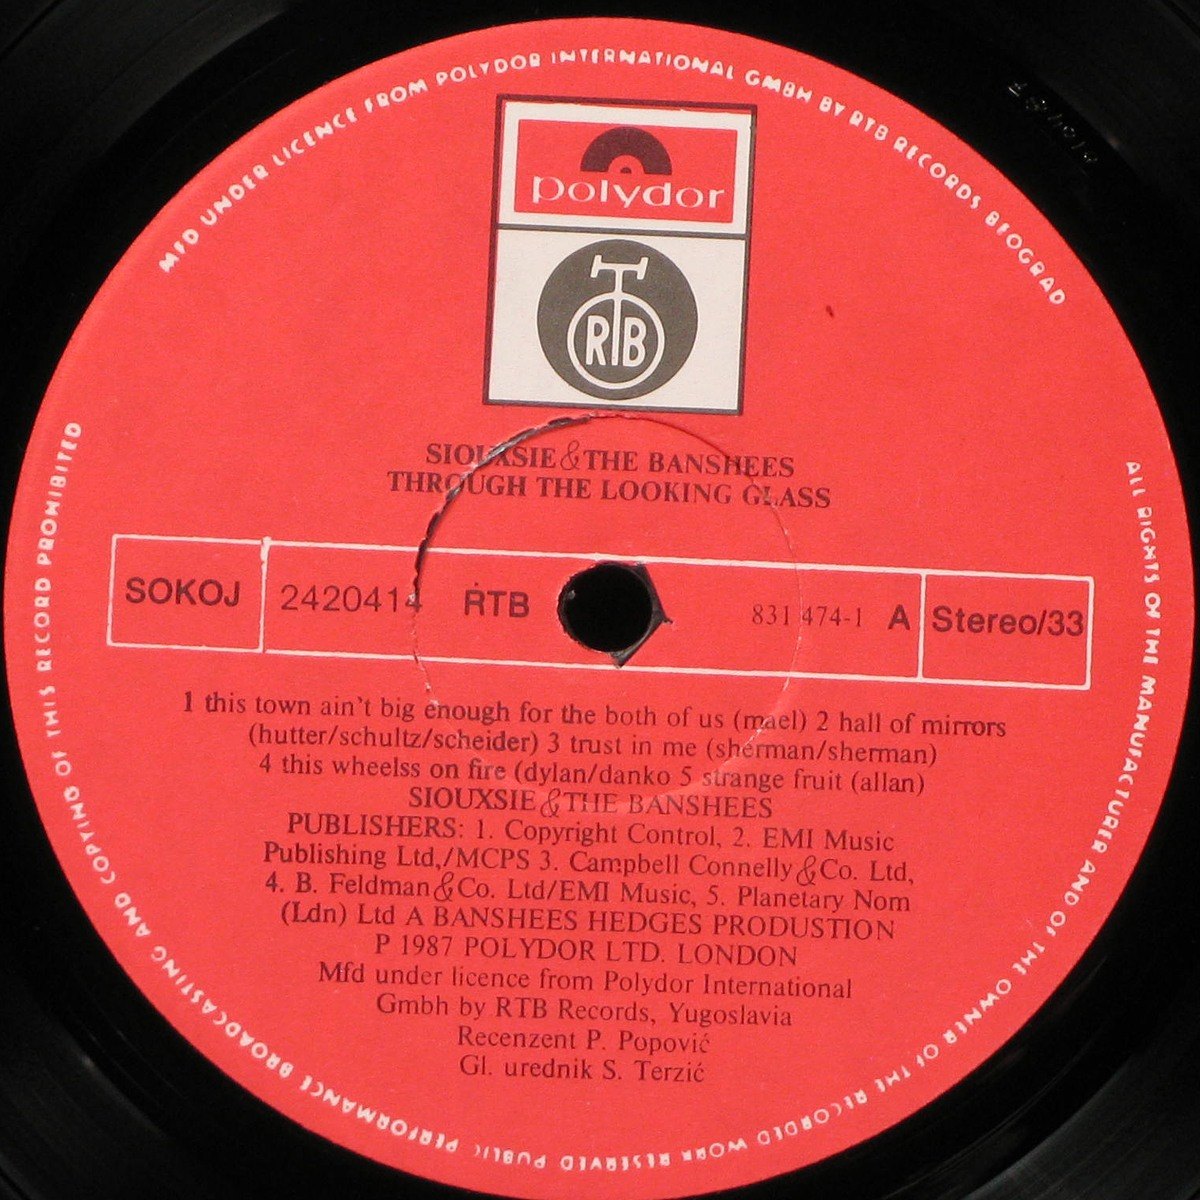 MFD UNDER LICENCE FROM POLYDOR INTERNATIONAL GMBH BY RTB RECORDS BEOGRAD
polydor
RTB
SIOUXSIE & THE BANSHEES
THROUGH THE LOOKING GLASS
SOKOJ 2420414 RTB 831 474-1 A Stereo/33
1 this town ain't big enough for the both of us (mael) 2 hall of mirrors
(hutter/schultz/scheider) 3 trust in me (sherman/sherman)
4 this wheelss on fire (dylan/danko 5 strange fruit (allan)
SIOUXSIE & THE BANSHEES
PUBLISHERS: 1. Copyright Control, 2. EMI Music
Publishing Ltd,/MCPS 3. Campbell Connelly & Co. Ltd,
4. B. Feldman & Co. Ltd/EMI Music, 5. Planetary Nom
(Ldn) Ltd A BANSHEES HEDGES PRODUSTION
P 1987 POLYDOR LTD. LONDON
Mfd under licence from Polydor International
Gmbh by RTB Records, Yugoslavia
Recenzent P. Popović
Gl. urednik S. Terzić
ALL RIGHTS OF THE MANUFACTURER AND OF THE OWNER OF THE RECORDED WORK RESERVED PUBLIC PERFORMANCE BROADCASTING AND COPYING OF THIS RECORD PROHIBITED